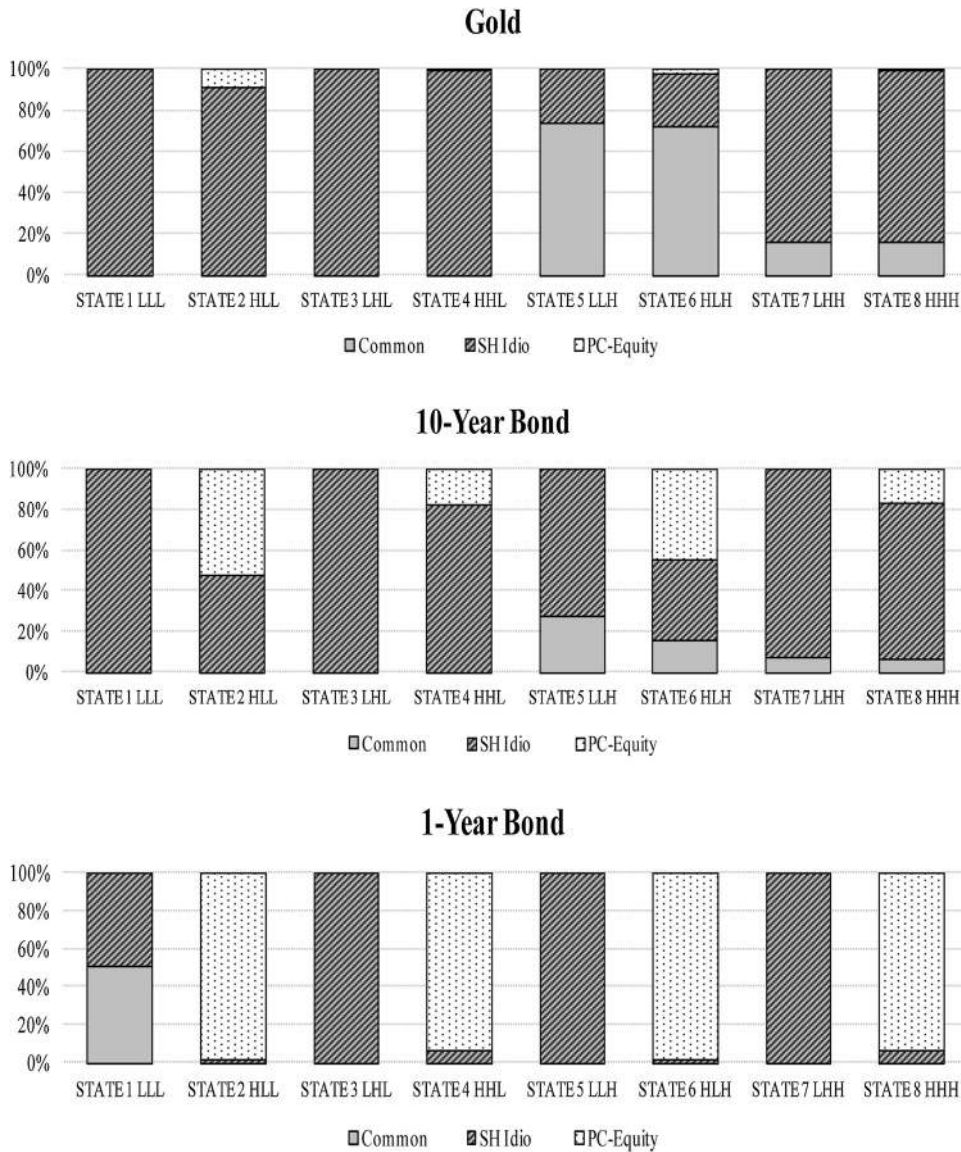 Gold
100%
80%
60%
40%
20%
0%
STATE 1 LLL STATE 2 HLL STATE 3 LHL STATE 4 HHL STATE 5 LLH STATE 6 HLH STATE 7 LHH STATE 8 HHH
Common SH Idio PC-Equity
10-Year Bond
100%
80%
60%
40%
20%
0%
STATE 1 LLL STATE 2 HLL STATE 3 LHL STATE 4 HHL STATE 5 LLH STATE 6 HLH STATE 7 LHH STATE 8 HHH
Common SH Idio PC-Equity
1-Year Bond
100%
80%
60%
40%
20%
0%
STATE 1 LLL STATE 2 HLL STATE 3 LHL STATE 4 HHL STATE 5 LLH STATE 6 HLH STATE 7 LHH STATE 8 HHH
Common SH Idio PC-Equity